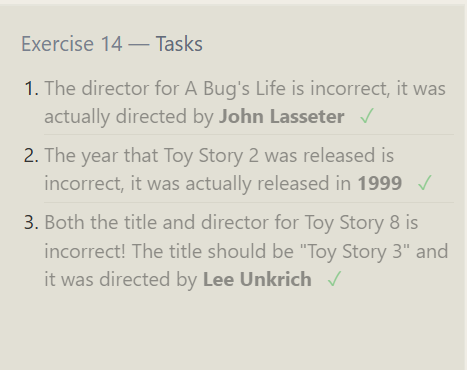 Exercise 14 — Tasks
1. The director for A Bug's Life is incorrect, it was
actually directed by John Lasseter ✓
2. The year that Toy Story 2 was released is
incorrect, it was actually released in 1999 ✓
3. Both the title and director for Toy Story 8 is
incorrect! The title should be "Toy Story 3" and
it was directed by Lee Unkrich ✓